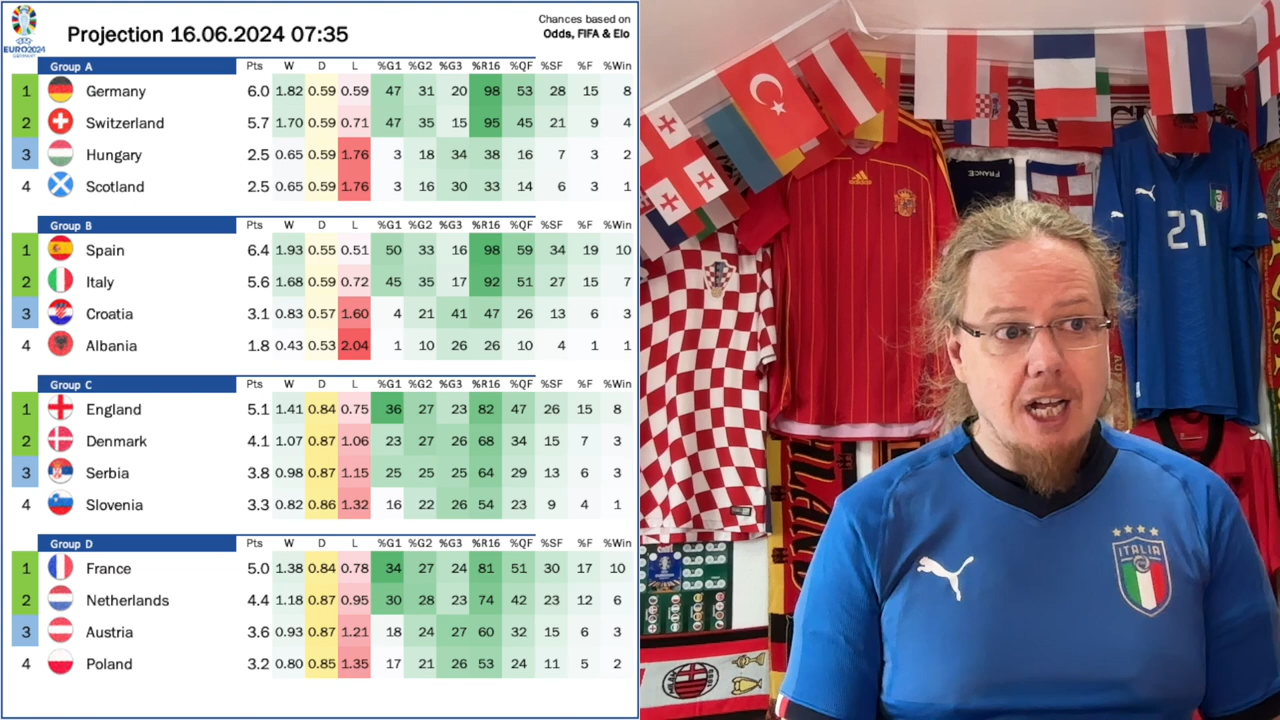 EURO2024
GERMANY
Projection 16.06.2024 07:35
Chances based on
Odds, FIFA & Elo
Group A Pts W D L %G1 %G2 %G3 %R16 %QF %SF %F %Win
1 Germany 6.0 1.82 0.59 0.59 47 31 20 98 53 28 15 8
2 Switzerland 5.7 1.70 0.59 0.71 47 35 15 95 45 21 9 4
3 Hungary 2.5 0.65 0.59 1.76 3 18 34 38 16 7 3 2
4 Scotland 2.5 0.65 0.59 1.76 3 16 30 33 14 6 3 1
Group B Pts W D L %G1 %G2 %G3 %R16 %QF %SF %F %Win
1 Spain 6.4 1.93 0.55 0.51 50 33 16 98 59 34 19 10
2 Italy 5.6 1.68 0.59 0.72 45 35 17 92 51 27 15 7
3 Croatia 3.1 0.83 0.57 1.60 4 21 41 47 26 13 6 3
4 Albania 1.8 0.43 0.53 2.04 1 10 26 26 10 4 1 1
Group C Pts W D L %G1 %G2 %G3 %R16 %QF %SF %F %Win
1 England 5.1 1.41 0.84 0.75 36 27 23 82 47 26 15 8
2 Denmark 4.1 1.07 0.87 1.06 23 27 26 68 34 15 7 3
3 Serbia 3.8 0.98 0.87 1.15 25 25 25 64 29 13 6 3
4 Slovenia 3.3 0.82 0.86 1.32 16 22 26 54 23 9 4 1
Group D Pts W D L %G1 %G2 %G3 %R16 %QF %SF %F %Win
1 France 5.0 1.38 0.84 0.78 34 27 24 81 51 30 17 10
2 Netherlands 4.4 1.18 0.87 0.95 30 28 23 74 42 23 12 6
3 Austria 3.6 0.93 0.87 1.21 18 24 27 60 32 15 6 3
4 Poland 3.2 0.80 0.85 1.35 17 21 26 53 24 11 5 2
FRANCE
adidas
21
ITALIA